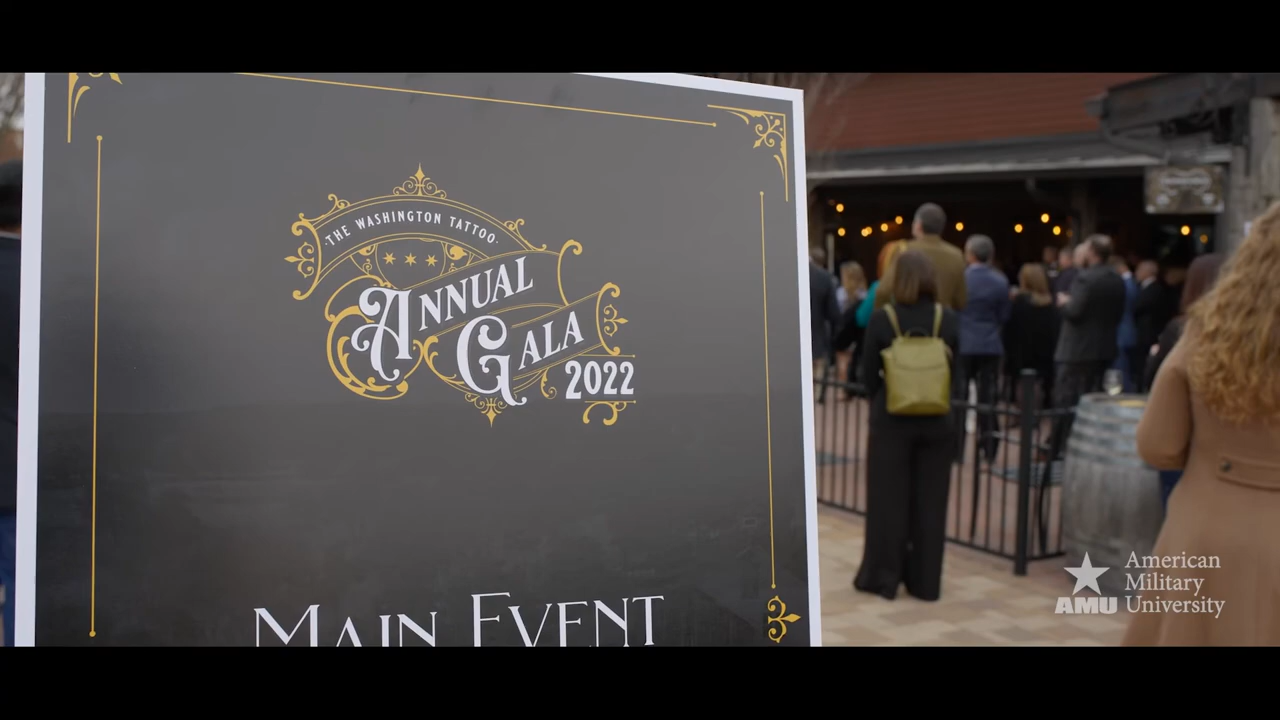 ·THE WASHINGTON TATTOO·
ANNUAL
GALA
2022
MAIN EVENT
American
Military
AMU University